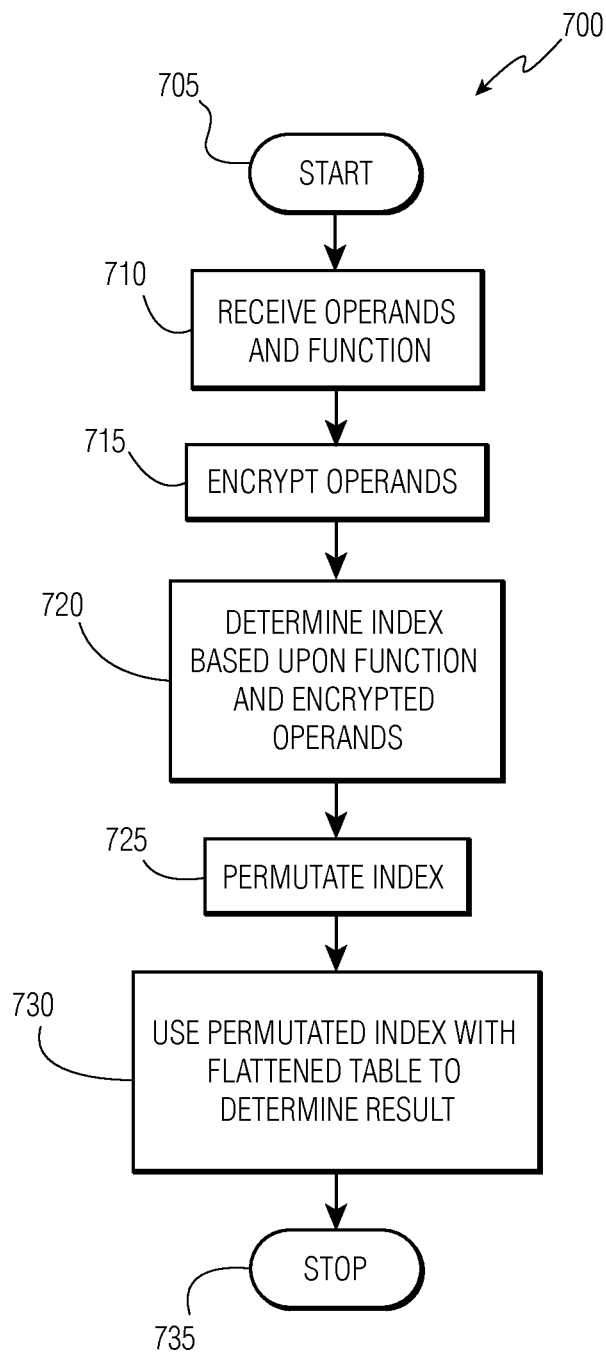 700
705
START
710
RECEIVE OPERANDS
AND FUNCTION
715
ENCRYPT OPERANDS
720
DETERMINE INDEX
BASED UPON FUNCTION
AND ENCRYPTED
OPERANDS
725
PERMUTATE INDEX
730
USE PERMUTATED INDEX WITH
FLATTENED TABLE TO
DETERMINE RESULT
STOP
735